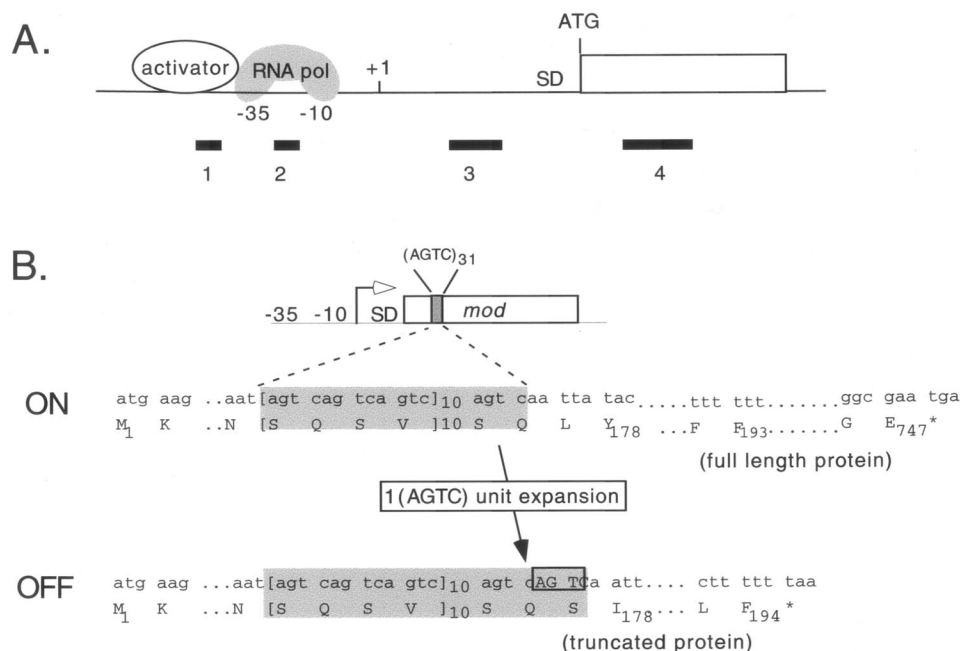 A.
ATG
activator
RNA pol
+1
SD
-35 -10
1 2 3 4
B.
(AGTC)31
-35 -10 SD mod
ON
atg aag ..aat[agt cag tca gtc]10 agt caa tta tac.....ttt ttt.......ggc gaa tga
M1 K ..N [S Q S V ]10 S Q L Y178 ...F F193.......G E747*
(full length protein)
1(AGTC) unit expansion
OFF
atg aag ...aat[agt cag tca gtc]10 agt cAG TCa att.... ctt ttt taa
M1 K ...N [S Q S V ]10 S Q S I178... L F194 *
(truncated protein)